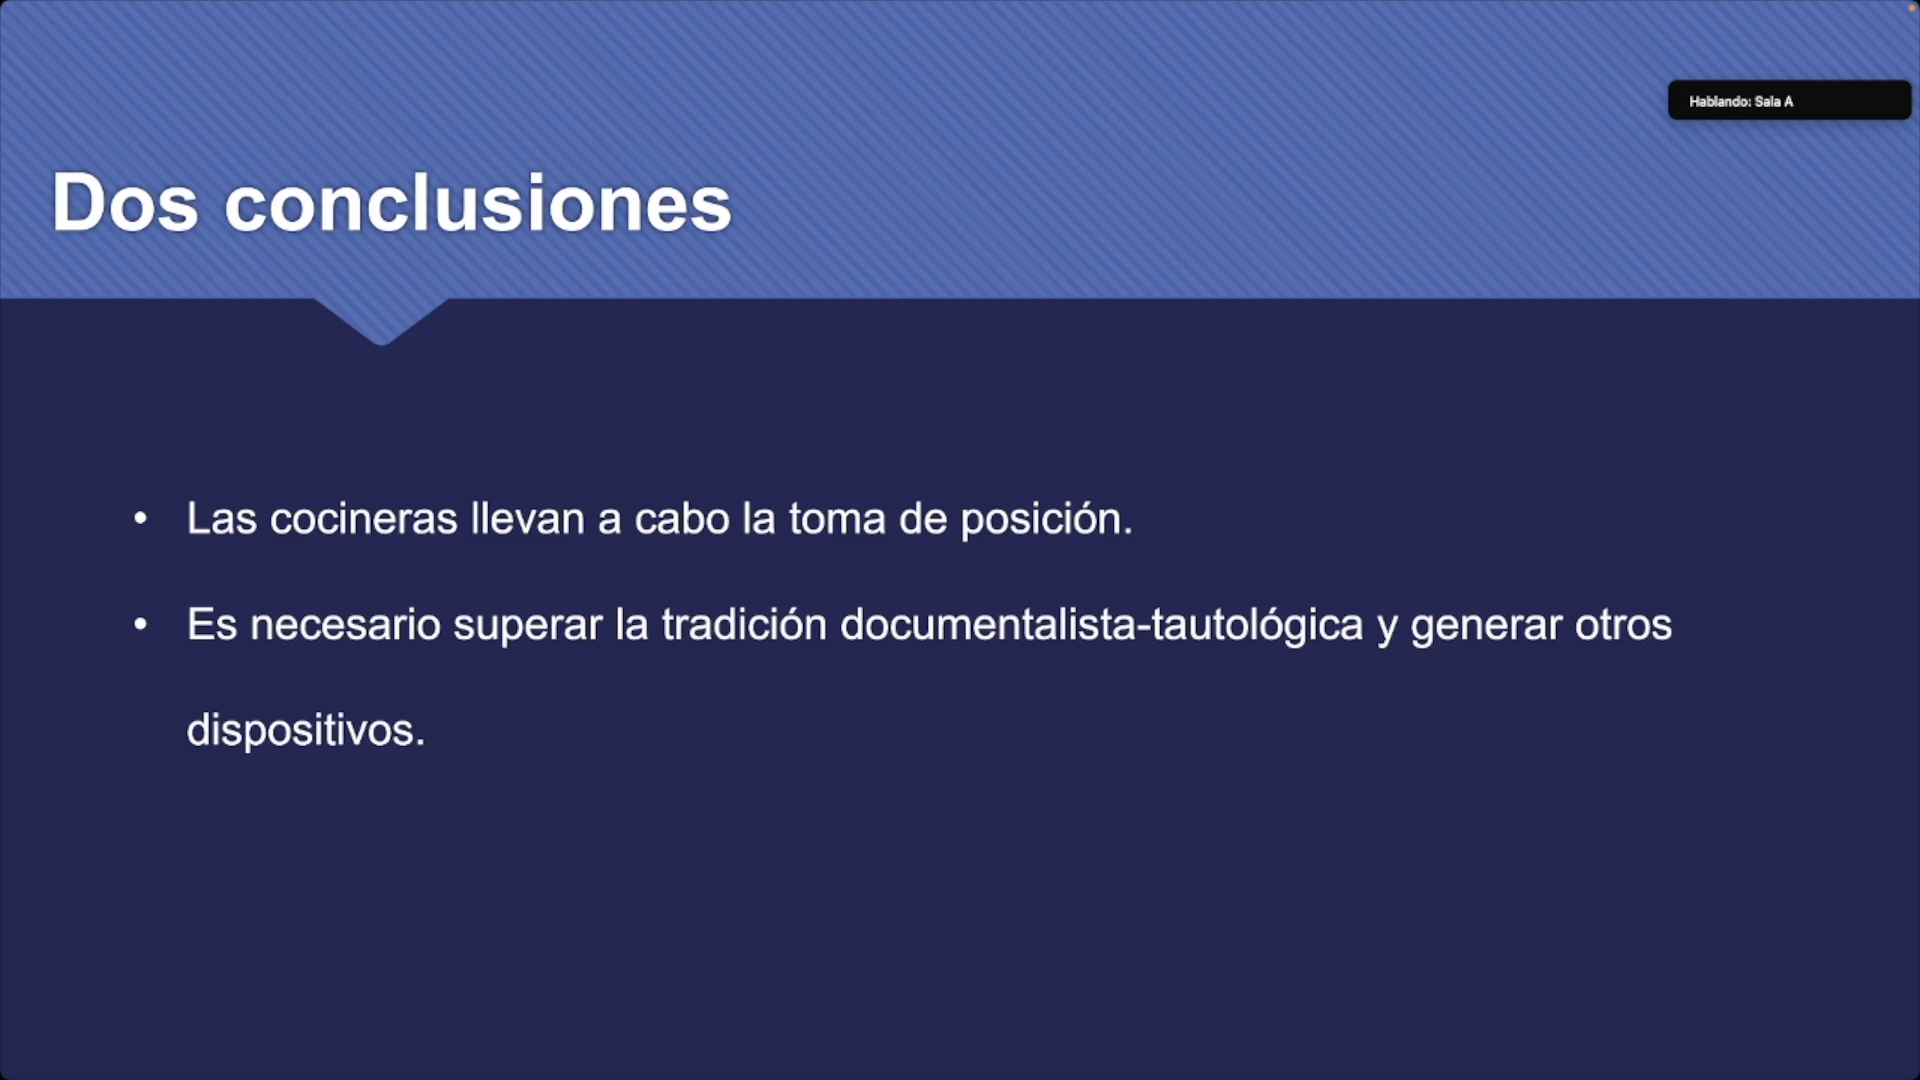 Hablando: Sala A
Dos conclusiones
• Las cocineras llevan a cabo la toma de posición.
• Es necesario superar la tradición documentalista-tautológica y generar otros
dispositivos.